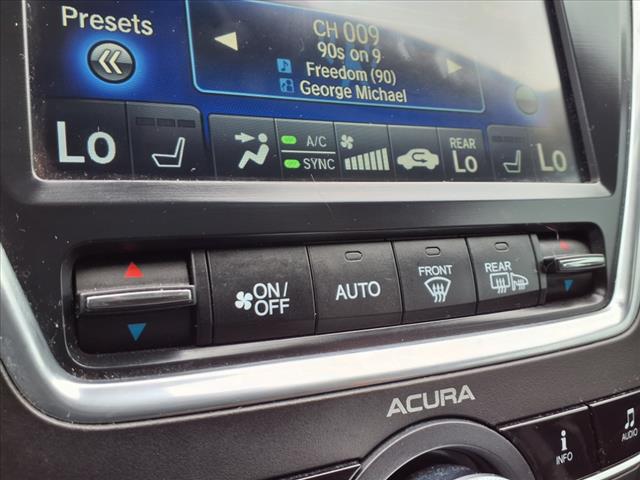 Presets
CH 009
90s on 9
Freedom (90)
George Michael
Lo
A/C
SYNC
REAR
Lo
Lo
ON/
OFF
AUTO
FRONT
REAR
ACURA
INFO
AUDIO